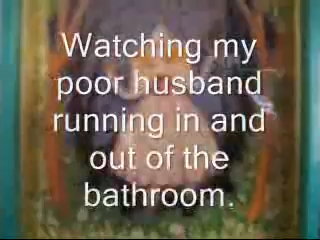 Watching my
poor husband
running in and
out of the
bathroom.